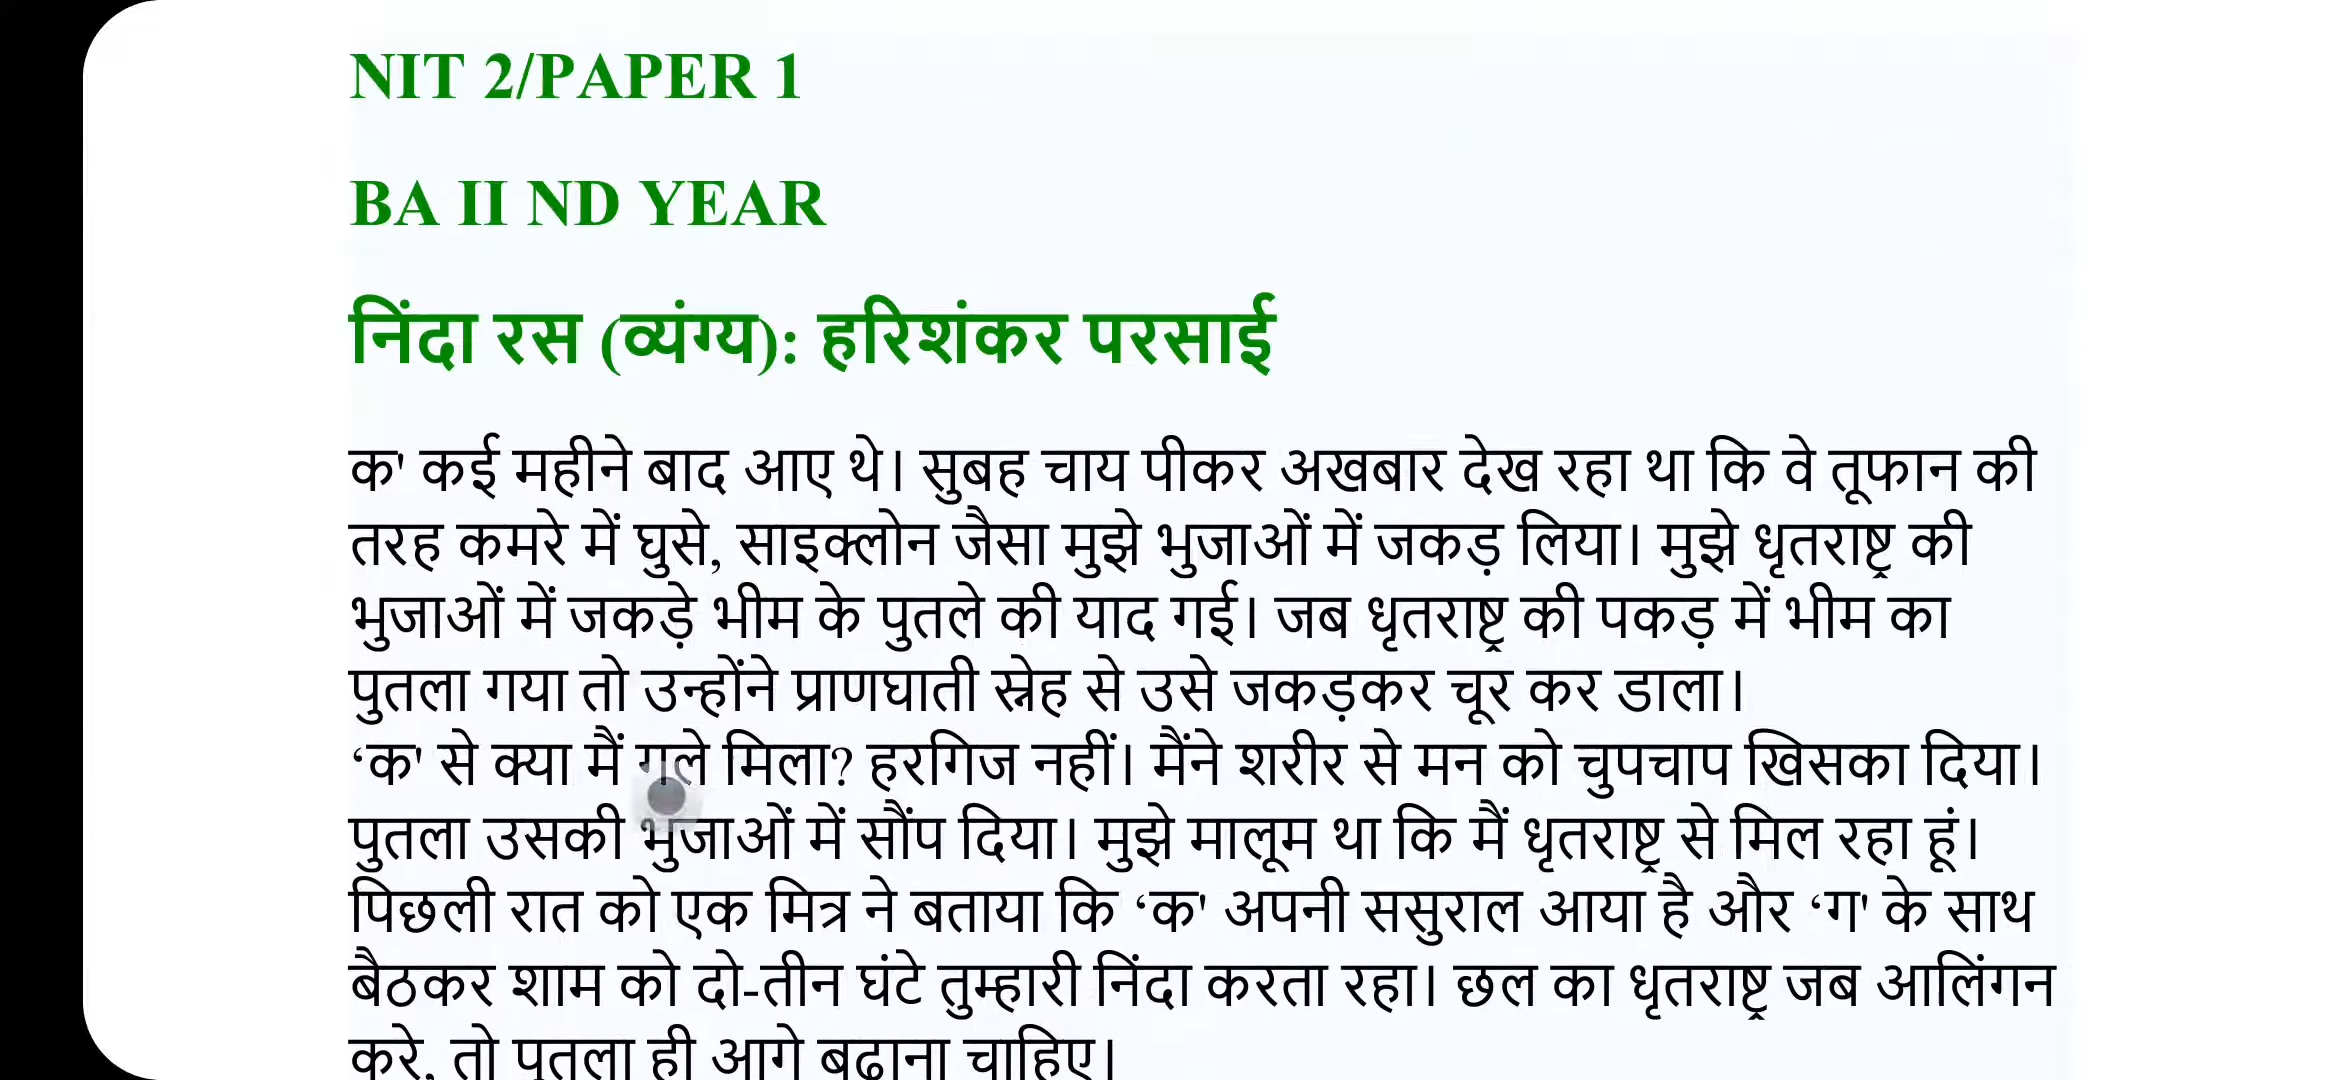 NIT 2/PAPER 1
BA II ND YEAR
निंदा रस (व्यंग्य): हरिशंकर परसाई
क' कई महीने बाद आए थे। सुबह चाय पीकर अखबार देख रहा था कि वे तूफान की
तरह कमरे में घुसे, साइक्लोन जैसा मुझे भुजाओं में जकड़ लिया। मुझे धृतराष्ट्र की
भुजाओं में जकड़े भीम के पुतले की याद गई। जब धृतराष्ट्र की पकड़ में भीम का
पुतला गया तो उन्होंने प्राणघाती स्नेह से उसे जकड़कर चूर कर डाला।
‘क' से क्या मैं गले मिला? हरगिज नहीं। मैंने शरीर से मन को चुपचाप खिसका दिया।
पुतला उसकी भुजाओं में सौंप दिया। मुझे मालूम था कि मैं धृतराष्ट्र से मिल रहा हूं।
पिछली रात को एक मित्र ने बताया कि ‘क' अपनी ससुराल आया है और ‘ग' के साथ
बैठकर शाम को दो-तीन घंटे तुम्हारी निंदा करता रहा। छल का धृतराष्ट्र जब आलिंगन
करे, तो पुतला ही आगे बढ़ाना चाहिए।